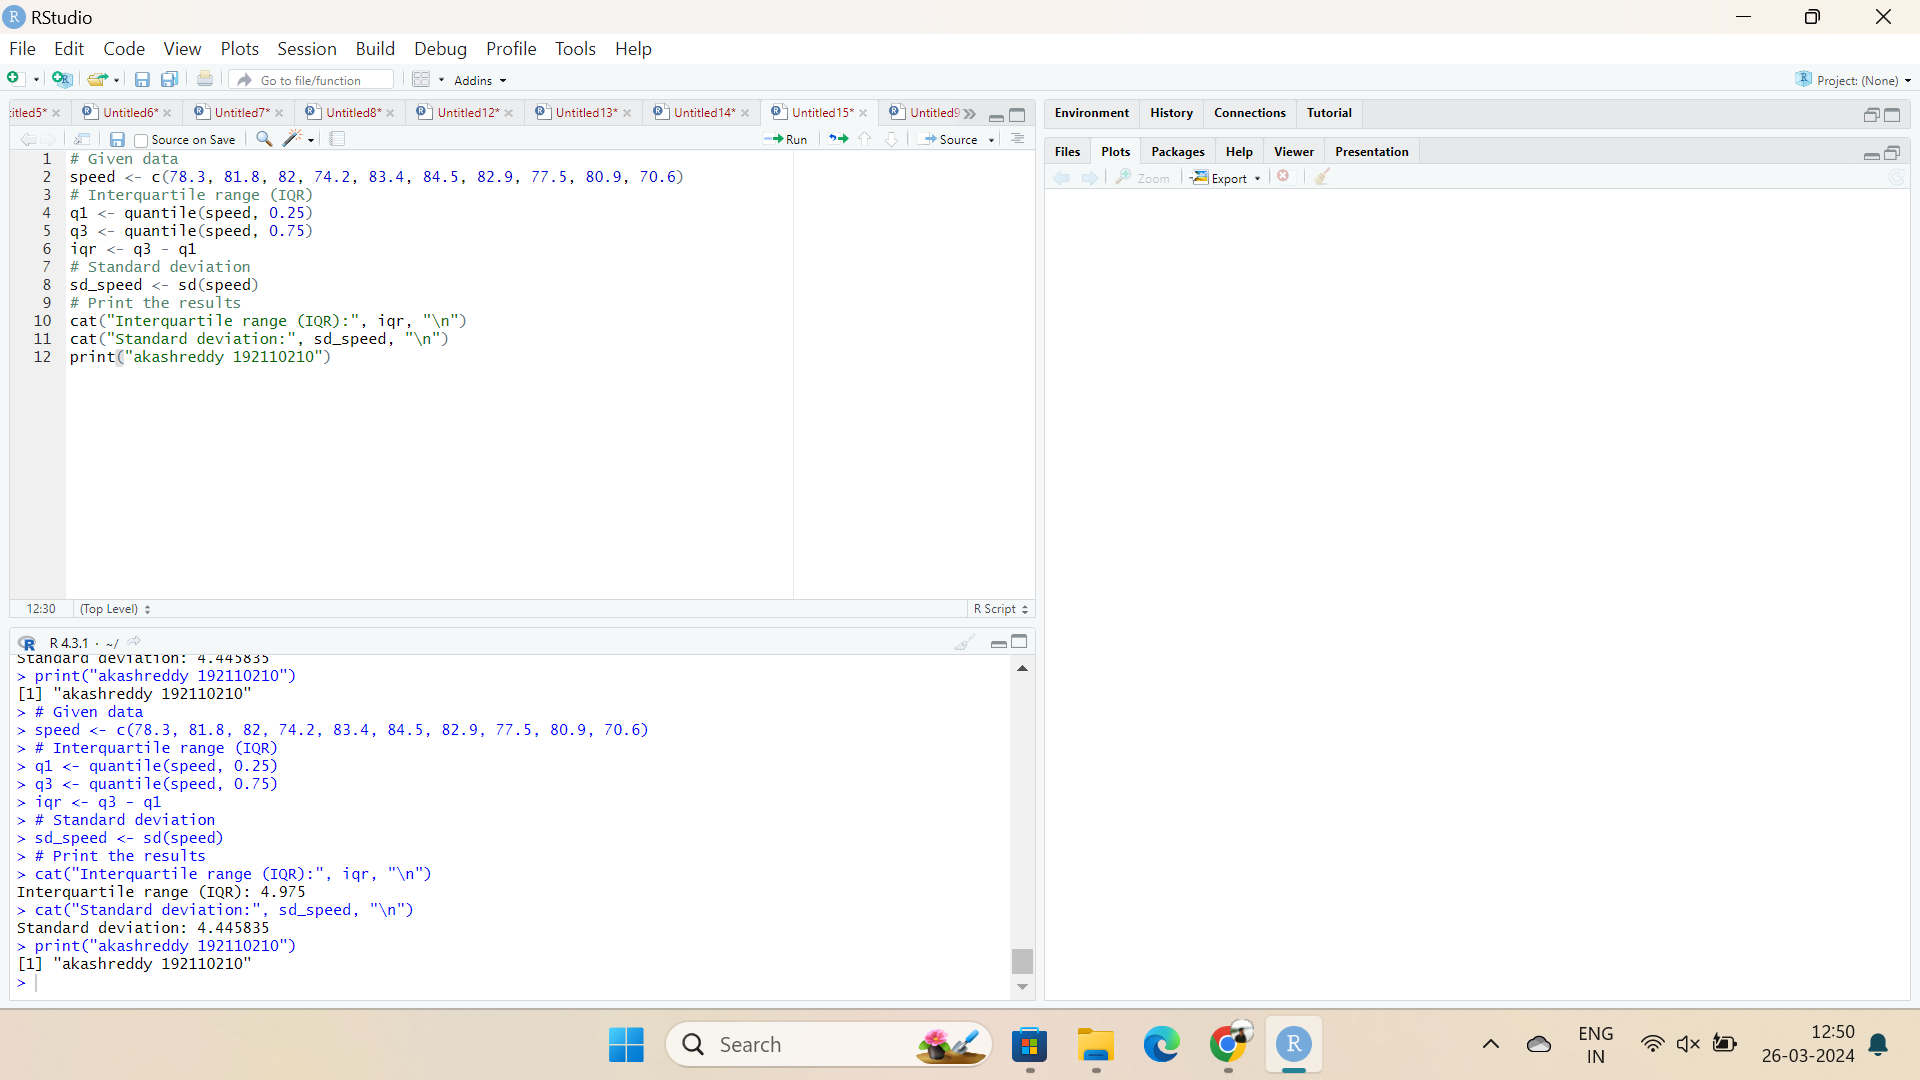 RStudio
File Edit Code View Plots Session Build Debug Profile Tools Help
Go to file/function Addins Project: (None)
titled5* Untitled6* Untitled7* Untitled8* Untitled12* Untitled13* Untitled14* Untitled15* Untitled9
Source on Save Run Source
1 # Given data
2 speed <- c(78.3, 81.8, 82, 74.2, 83.4, 84.5, 82.9, 77.5, 80.9, 70.6)
3 # Interquartile range (IQR)
4 q1 <- quantile(speed, 0.25)
5 q3 <- quantile(speed, 0.75)
6 iqr <- q3 - q1
7 # Standard deviation
8 sd_speed <- sd(speed)
9 # Print the results
10 cat("Interquartile range (IQR):", iqr, "\n")
11 cat("Standard deviation:", sd_speed, "\n")
12 print("akashreddy 192110210")
12:30 (Top Level) R Script
R 4.3.1 · ~/
Standard deviation: 4.445835
> print("akashreddy 192110210")
[1] "akashreddy 192110210"
> # Given data
> speed <- c(78.3, 81.8, 82, 74.2, 83.4, 84.5, 82.9, 77.5, 80.9, 70.6)
> # Interquartile range (IQR)
> q1 <- quantile(speed, 0.25)
> q3 <- quantile(speed, 0.75)
> iqr <- q3 - q1
> # Standard deviation
> sd_speed <- sd(speed)
> # Print the results
> cat("Interquartile range (IQR):", iqr, "\n")
Interquartile range (IQR): 4.975
> cat("Standard deviation:", sd_speed, "\n")
Standard deviation: 4.445835
> print("akashreddy 192110210")
[1] "akashreddy 192110210"
>
Environment History Connections Tutorial
Files Plots Packages Help Viewer Presentation
Zoom Export
Search
ENG
IN
12:50
26-03-2024